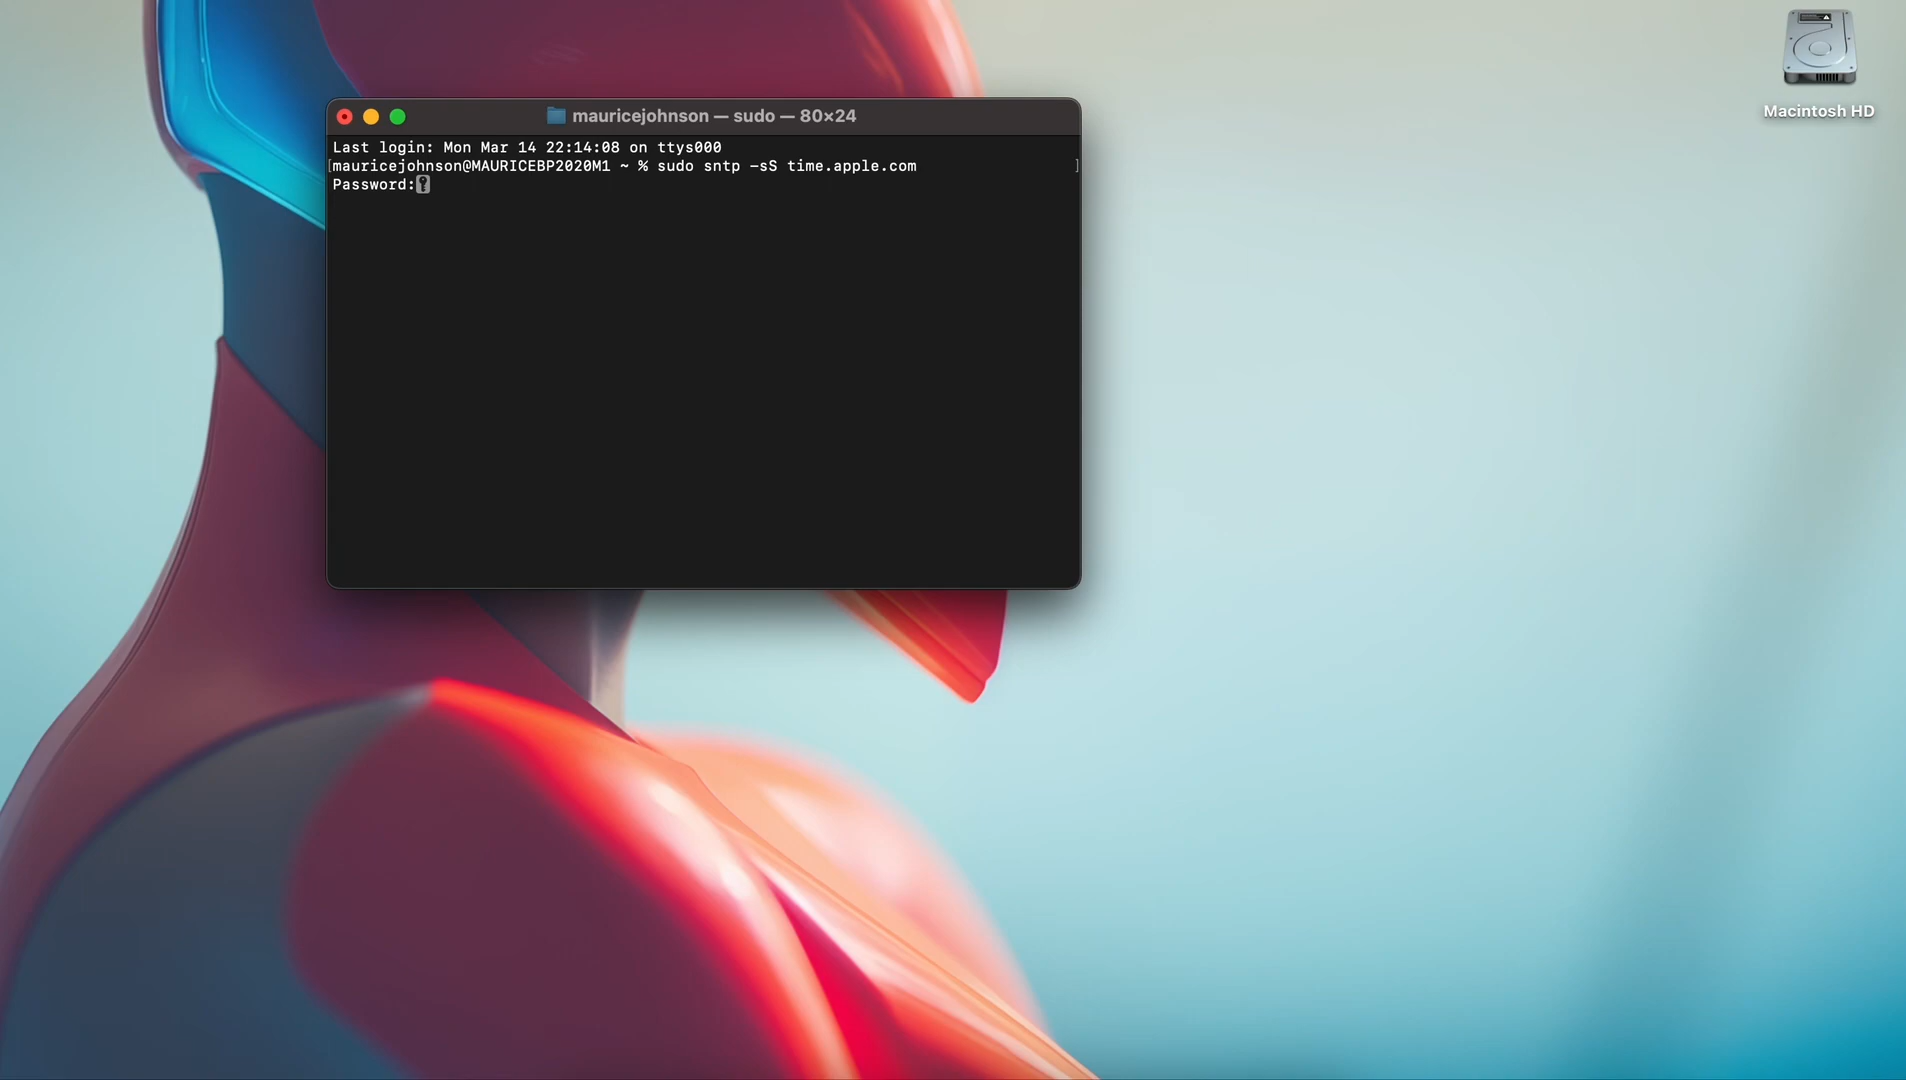 mauricejohnson — sudo — 80×24
Last login: Mon Mar 14 22:14:08 on ttys000
[mauricejohnson@MAURICEBP2020M1 ~ % sudo sntp -sS time.apple.com ]
Password:
Macintosh HD